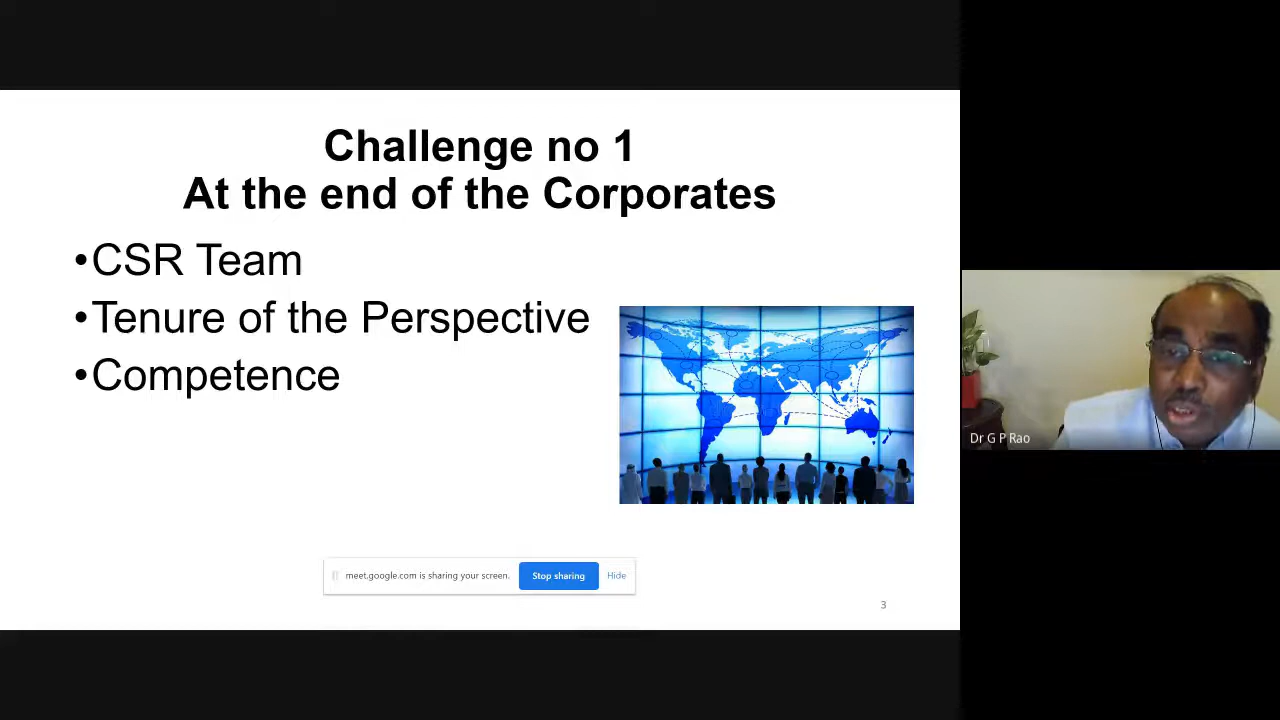 Challenge no 1
At the end of the Corporates
•CSR Team
•Tenure of the Perspective
•Competence
meet.google.com is sharing your screen. Stop sharing Hide
3
Dr G P Rao